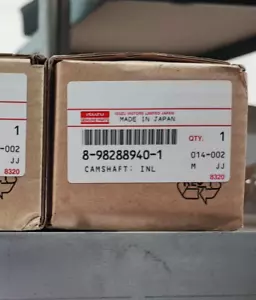 ISUZU
ISUZU MOTORS LIMITED JAPAN
MADE IN JAPAN
QTY. 1
8-98288940-1
014-002
CAMSHAFT; INL
M JJ
8320
1
-002
JJ
8320